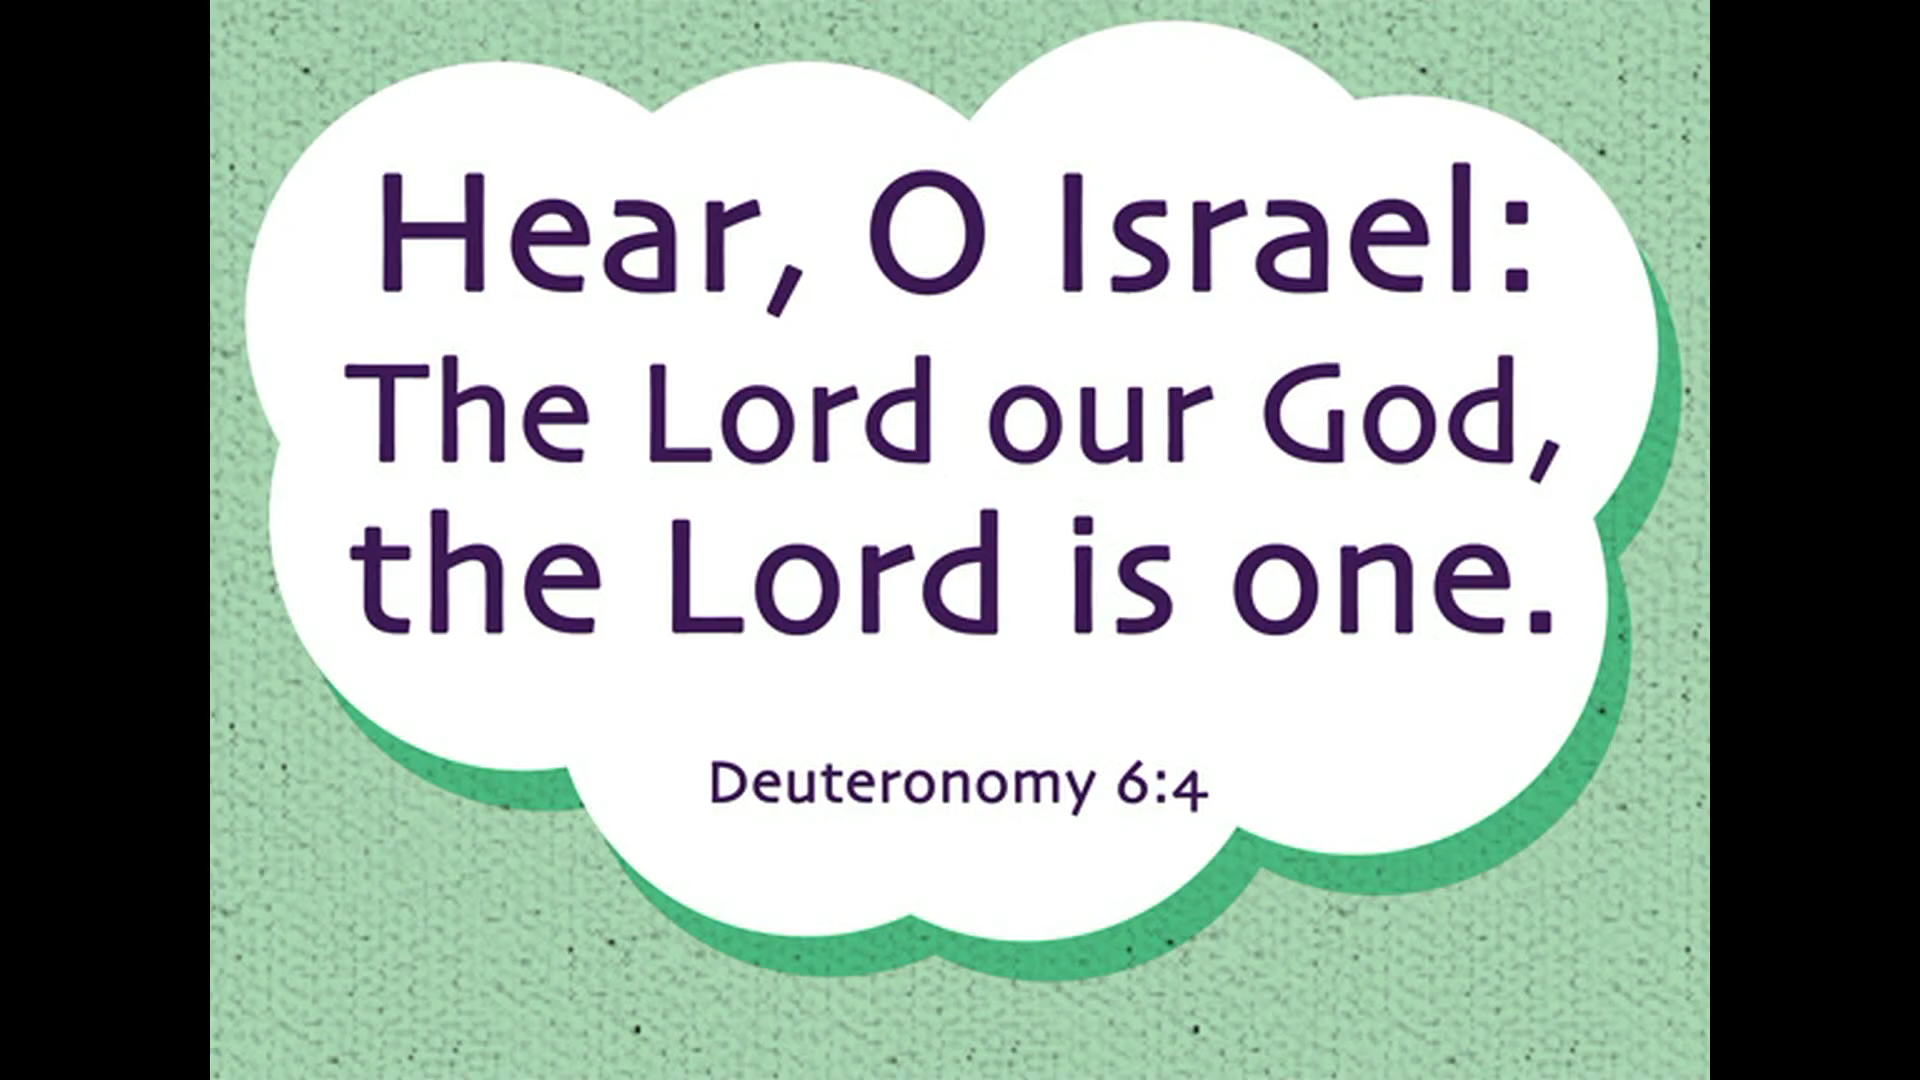 Hear, O Israel:
The Lord our God,
the Lord is one.
Deuteronomy 6:4